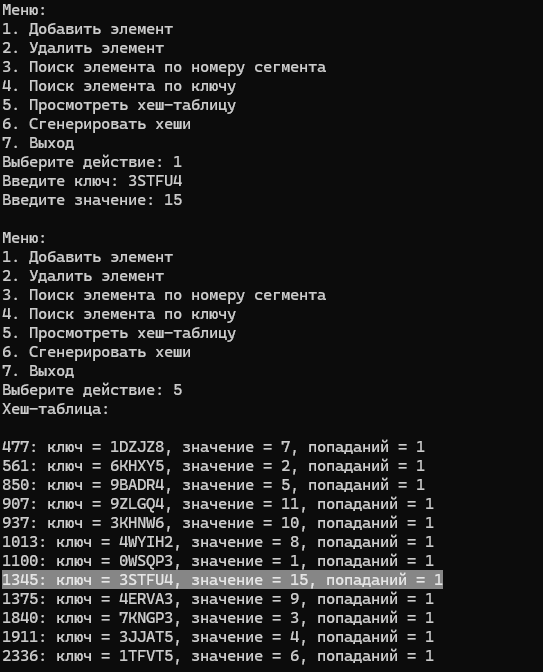 Меню:
1. Добавить элемент
2. Удалить элемент
3. Поиск элемента по номеру сегмента
4. Поиск элемента по ключу
5. Просмотреть хеш-таблицу
6. Сгенерировать хеши
7. Выход
Выберите действие: 1
Введите ключ: 3STFU4
Введите значение: 15
Меню:
1. Добавить элемент
2. Удалить элемент
3. Поиск элемента по номеру сегмента
4. Поиск элемента по ключу
5. Просмотреть хеш-таблицу
6. Сгенерировать хеши
7. Выход
Выберите действие: 5
Хеш-таблица:
477: ключ = 1DZJZ8, значение = 7, попаданий = 1
561: ключ = 6KHXY5, значение = 2, попаданий = 1
850: ключ = 9BADR4, значение = 5, попаданий = 1
907: ключ = 9ZLGQ4, значение = 11, попаданий = 1
937: ключ = 3KHNW6, значение = 10, попаданий = 1
1013: ключ = 4WYIH2, значение = 8, попаданий = 1
1100: ключ = 0WSQP3, значение = 1, попаданий = 1
1345: ключ = 3STFU4, значение = 15, попаданий = 1
1375: ключ = 4ERVA3, значение = 9, попаданий = 1
1840: ключ = 7KNGP3, значение = 3, попаданий = 1
1911: ключ = 3JJAT5, значение = 4, попаданий = 1
2336: ключ = 1TFVT5, значение = 6, попаданий = 1